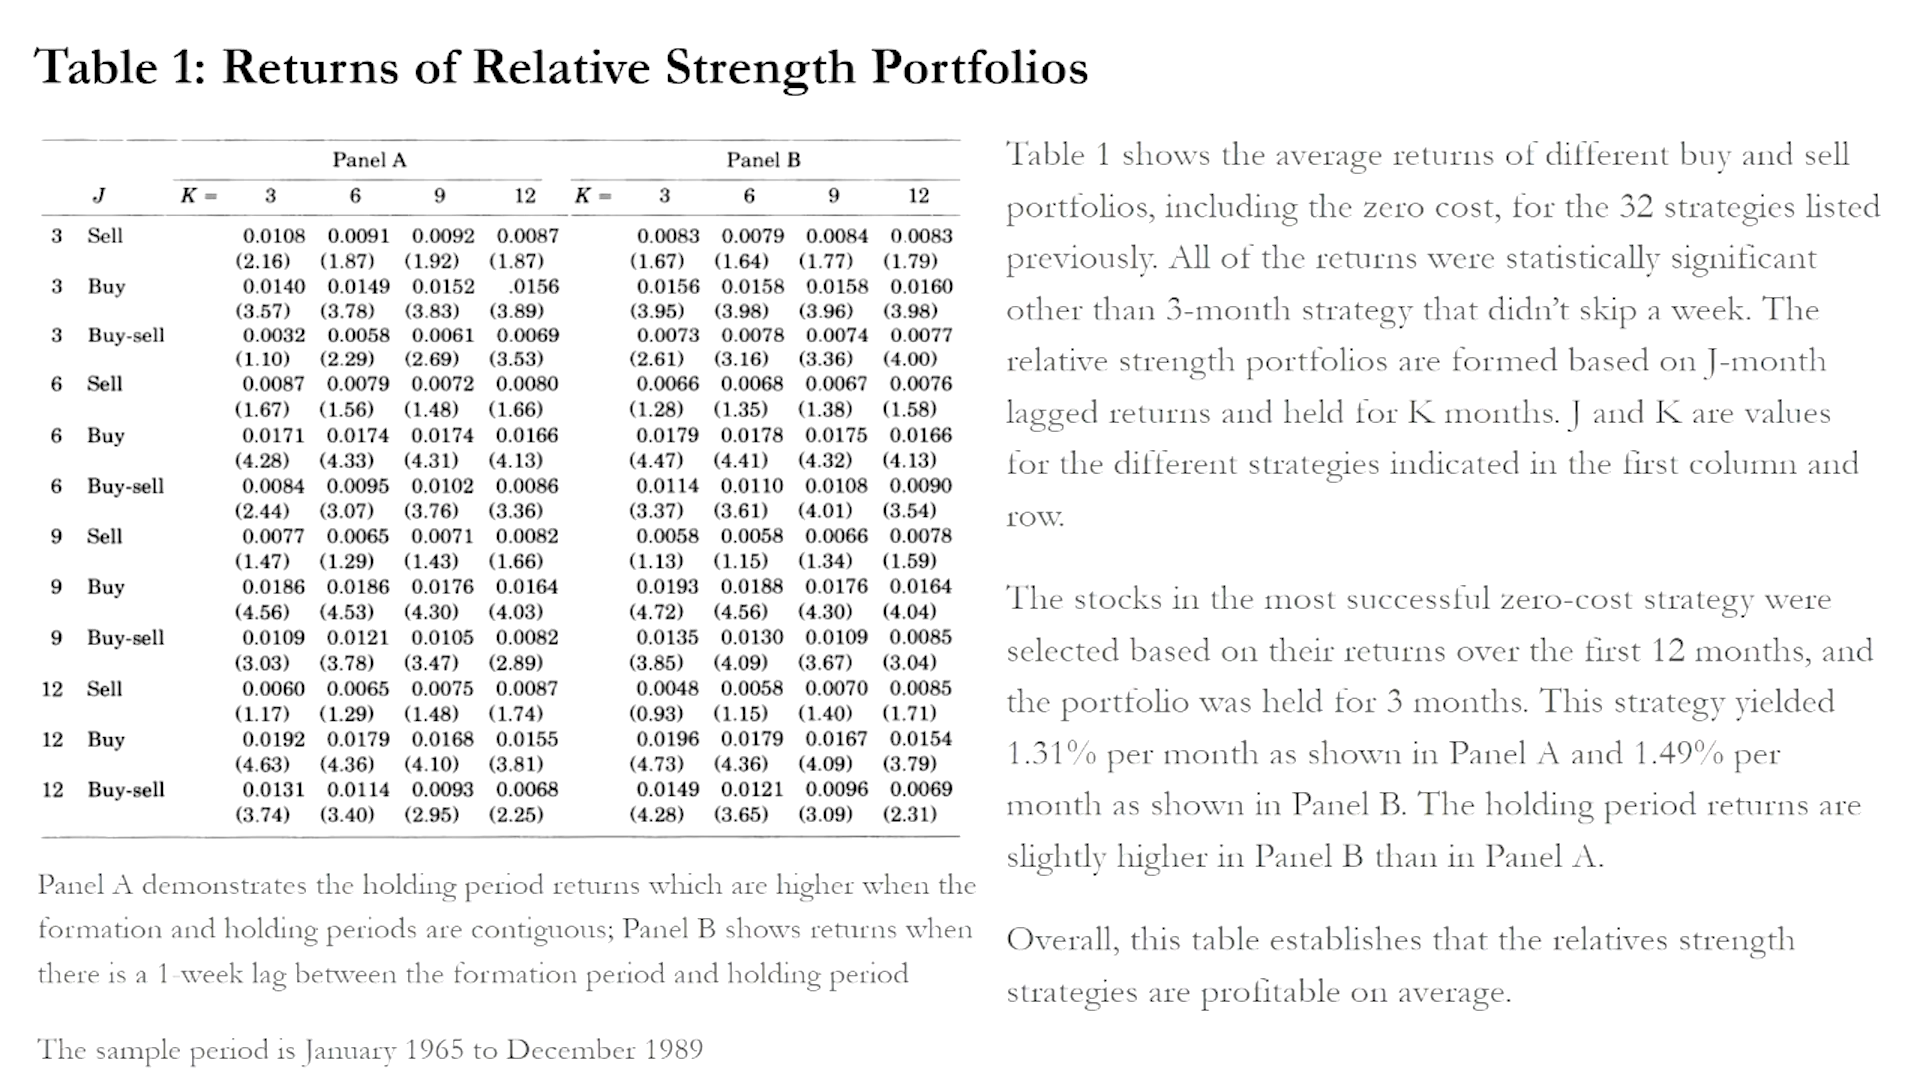 Table 1: Returns of Relative Strength Portfolios
Panel A Panel B
J K = 3 6 9 12 K = 3 6 9 12
3 Sell 0.0108 0.0091 0.0092 0.0087 0.0083 0.0079 0.0084 0.0083
(2.16) (1.87) (1.92) (1.87) (1.67) (1.64) (1.77) (1.79)
3 Buy 0.0140 0.0149 0.0152 .0156 0.0156 0.0158 0.0158 0.0160
(3.57) (3.78) (3.83) (3.89) (3.95) (3.98) (3.96) (3.98)
3 Buy-sell 0.0032 0.0058 0.0061 0.0069 0.0073 0.0078 0.0074 0.0077
(1.10) (2.29) (2.69) (3.53) (2.61) (3.16) (3.36) (4.00)
6 Sell 0.0087 0.0079 0.0072 0.0080 0.0066 0.0068 0.0067 0.0076
(1.67) (1.56) (1.48) (1.66) (1.28) (1.35) (1.38) (1.58)
6 Buy 0.0171 0.0174 0.0174 0.0166 0.0179 0.0178 0.0175 0.0166
(4.28) (4.33) (4.31) (4.13) (4.47) (4.41) (4.32) (4.13)
6 Buy-sell 0.0084 0.0095 0.0102 0.0086 0.0114 0.0110 0.0108 0.0090
(2.44) (3.07) (3.76) (3.36) (3.37) (3.61) (4.01) (3.54)
9 Sell 0.0077 0.0065 0.0071 0.0082 0.0058 0.0058 0.0066 0.0078
(1.47) (1.29) (1.43) (1.66) (1.13) (1.15) (1.34) (1.59)
9 Buy 0.0186 0.0186 0.0176 0.0164 0.0193 0.0188 0.0176 0.0164
(4.56) (4.53) (4.30) (4.03) (4.72) (4.56) (4.30) (4.04)
9 Buy-sell 0.0109 0.0121 0.0105 0.0082 0.0135 0.0130 0.0109 0.0085
(3.03) (3.78) (3.47) (2.89) (3.85) (4.09) (3.67) (3.04)
12 Sell 0.0060 0.0065 0.0075 0.0087 0.0048 0.0058 0.0070 0.0085
(1.17) (1.29) (1.48) (1.74) (0.93) (1.15) (1.40) (1.71)
12 Buy 0.0192 0.0179 0.0168 0.0155 0.0196 0.0179 0.0167 0.0154
(4.63) (4.36) (4.10) (3.81) (4.73) (4.36) (4.09) (3.79)
12 Buy-sell 0.0131 0.0114 0.0093 0.0068 0.0149 0.0121 0.0096 0.0069
(3.74) (3.40) (2.95) (2.25) (4.28) (3.65) (3.09) (2.31)
Panel A demonstrates the holding period returns which are higher when the
formation and holding periods are contiguous; Panel B shows returns when
there is a 1-week lag between the formation period and holding period
The sample period is January 1965 to December 1989
Table 1 shows the average returns of different buy and sell
portfolios, including the zero cost, for the 32 strategies listed
previously. All of the returns were statistically significant
other than 3-month strategy that didn't skip a week. The
relative strength portfolios are formed based on J-month
lagged returns and held for K months. J and K are values
for the different strategies indicated in the first column and
row.
The stocks in the most successful zero-cost strategy were
selected based on their returns over the first 12 months, and
the portfolio was held for 3 months. This strategy yielded
1.31% per month as shown in Panel A and 1.49% per
month as shown in Panel B. The holding period returns are
slightly higher in Panel B than in Panel A.
Overall, this table establishes that the relatives strength
strategies are profitable on average.